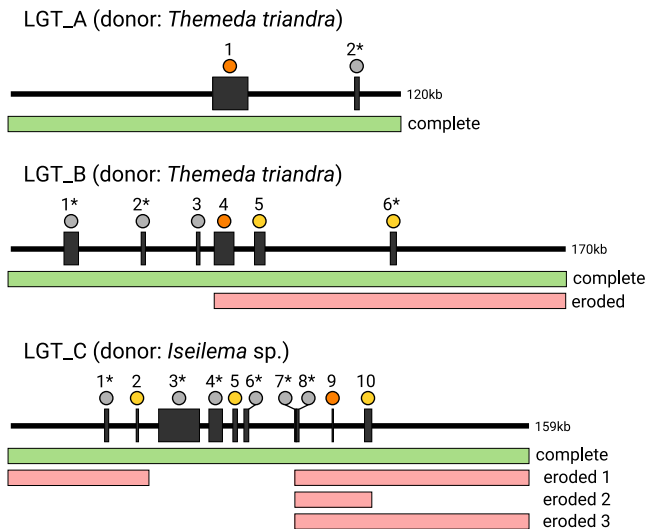 LGT_A (donor: Themeda triandra)
1 2*
120kb
complete
LGT_B (donor: Themeda triandra)
1* 2* 3 4 5 6*
170kb
complete
eroded
LGT_C (donor: Iseilema sp.)
1* 2 3* 4* 5 6* 7* 8* 9 10
159kb
complete
eroded 1
eroded 2
eroded 3